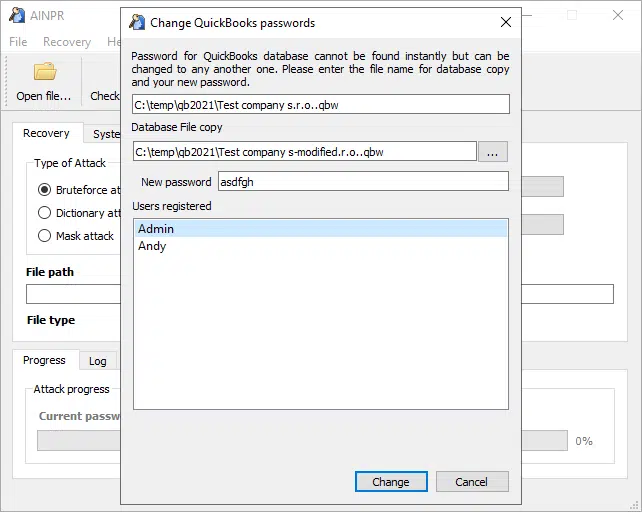 AINPR
Change QuickBooks passwords
File Recovery He
Password for QuickBooks database cannot be found instantly but can be
changed to any another one. Please enter the file name for database copy
and your new password.
Open file... Check
C:\temp\qb2021\Test company s.r.o..qbw
Database File copy
Recovery Syste
C:\temp\qb2021\Test company s-modified.r.o..qbw ...
Type of Attack
New password asdfgh
Bruteforce at
Users registered
Dictionary att
Admin
Mask attack
Andy
File path
File type
Progress Log
Attack progress
Current passw
0%
Change Cancel